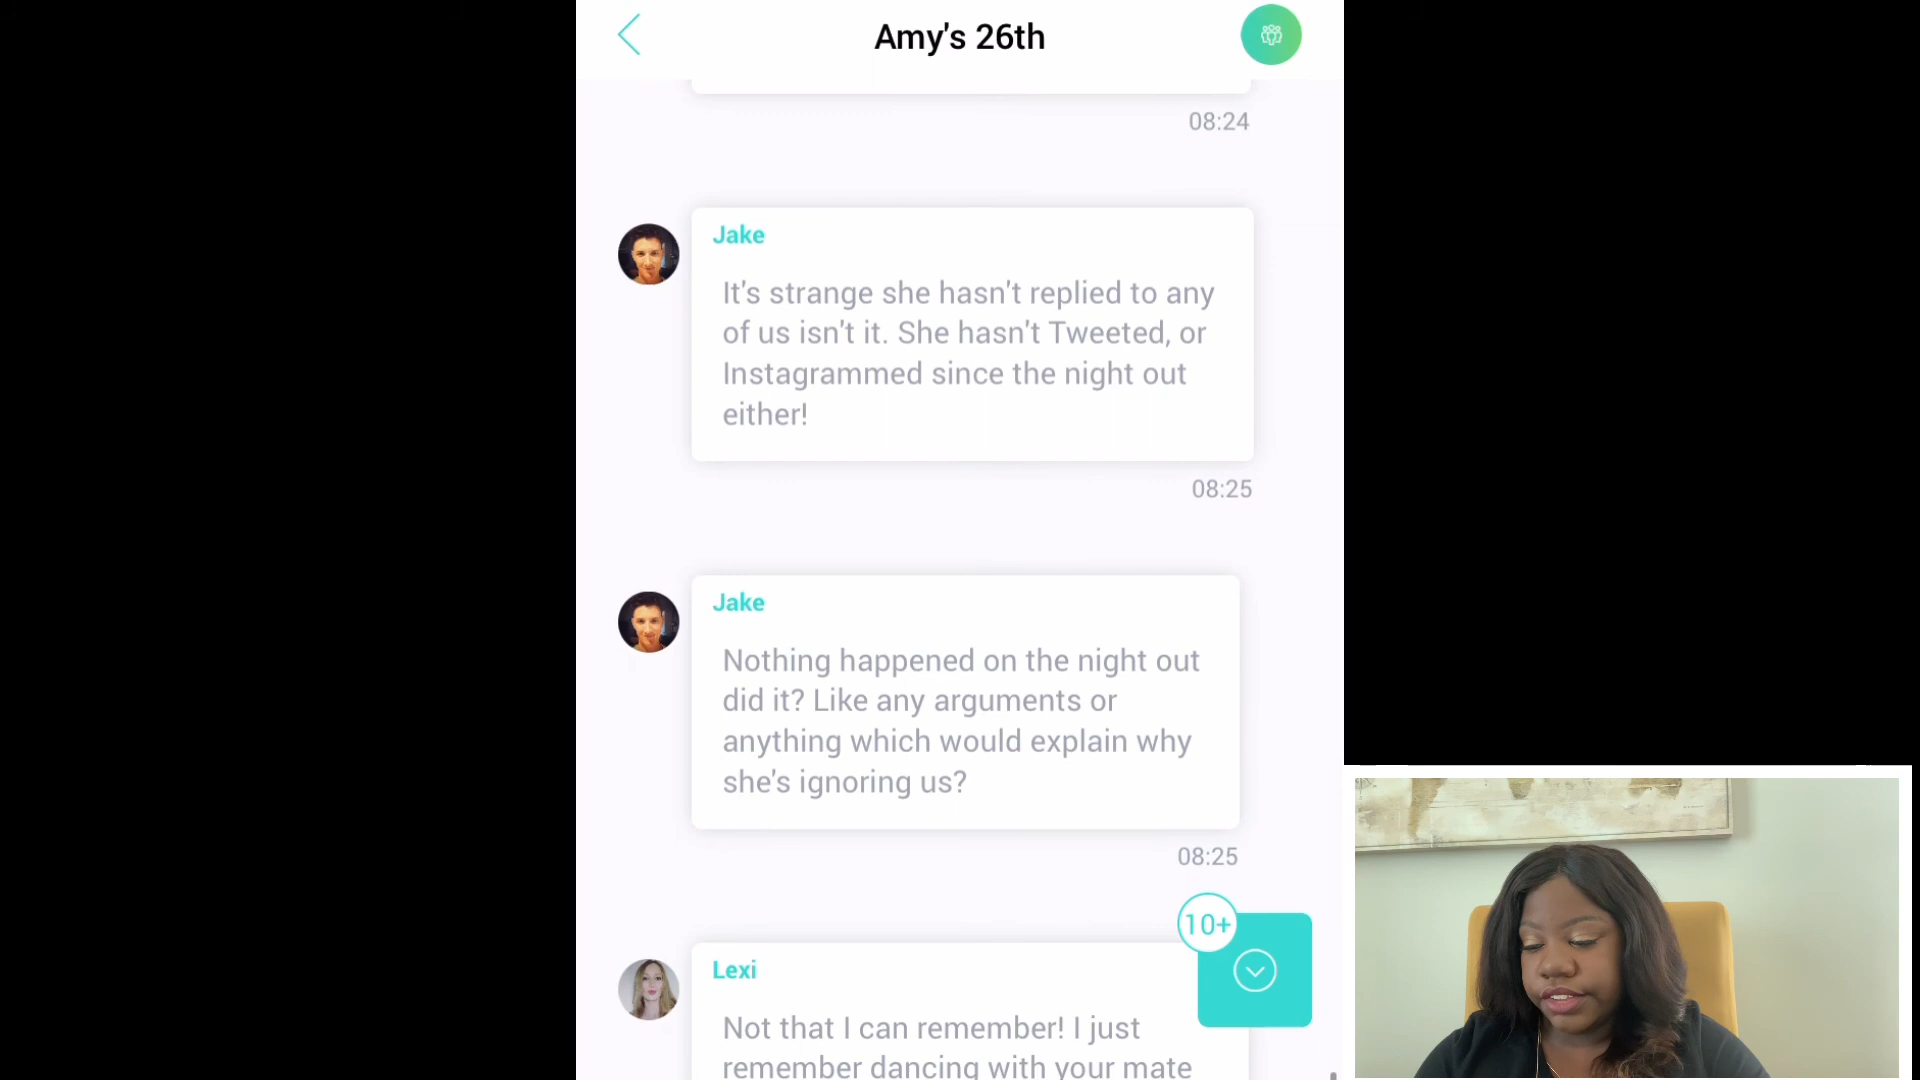 Amy's 26th
08:24
Jake
It's strange she hasn't replied to any
of us isn't it. She hasn't Tweeted, or
Instagrammed since the night out
either!
08:25
Jake
Nothing happened on the night out
did it? Like any arguments or
anything which would explain why
she's ignoring us?
08:25
10+
Lexi
Not that I can remember! I just
remember dancing with your mate